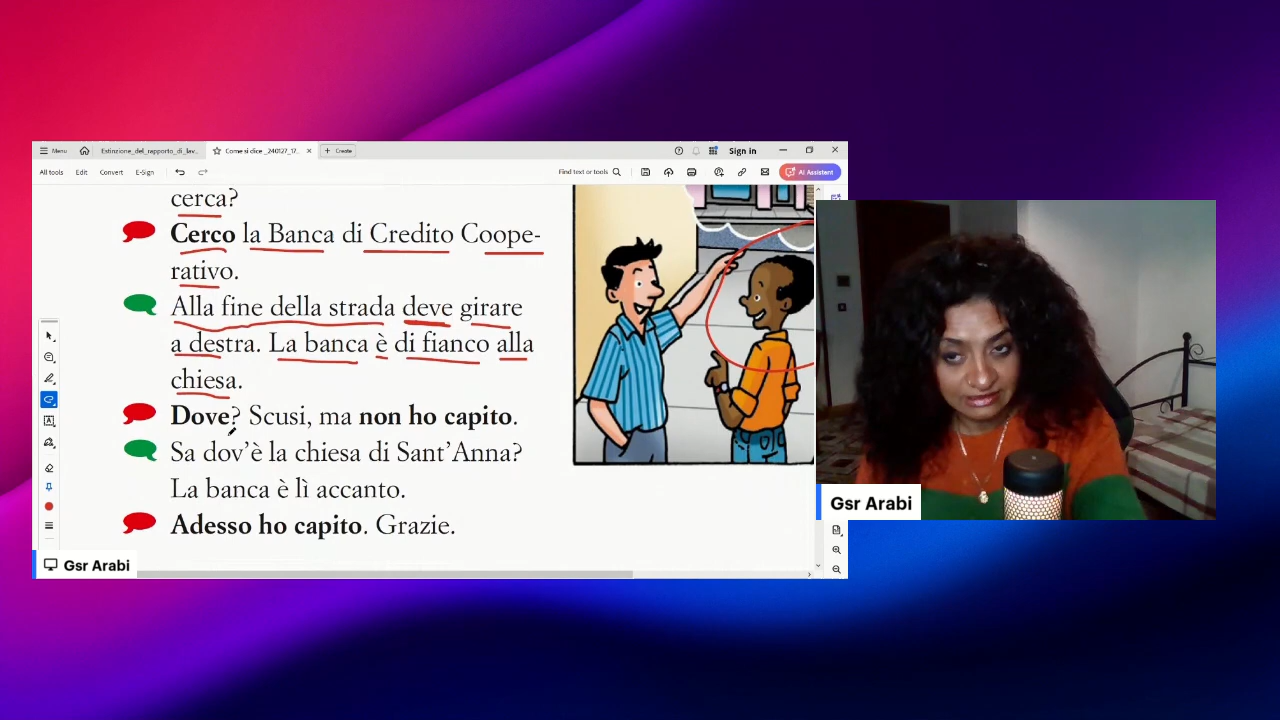 Menu
Estinzione_del_rapporto_di_lav...
Come si dice _240127_17...
Create
Sign in
All tools
Edit
Convert
E-Sign
Find text or tools
AI Assistant
cerca?
Cerco la Banca di Credito Coope-
rativo.
Alla fine della strada deve girare
a destra. La banca è di fianco alla
chiesa.
Dove? Scusi, ma non ho capito.
Sa dov’è la chiesa di Sant’Anna?
La banca è lì accanto.
Adesso ho capito. Grazie.
Gsr Arabi
Gsr Arabi